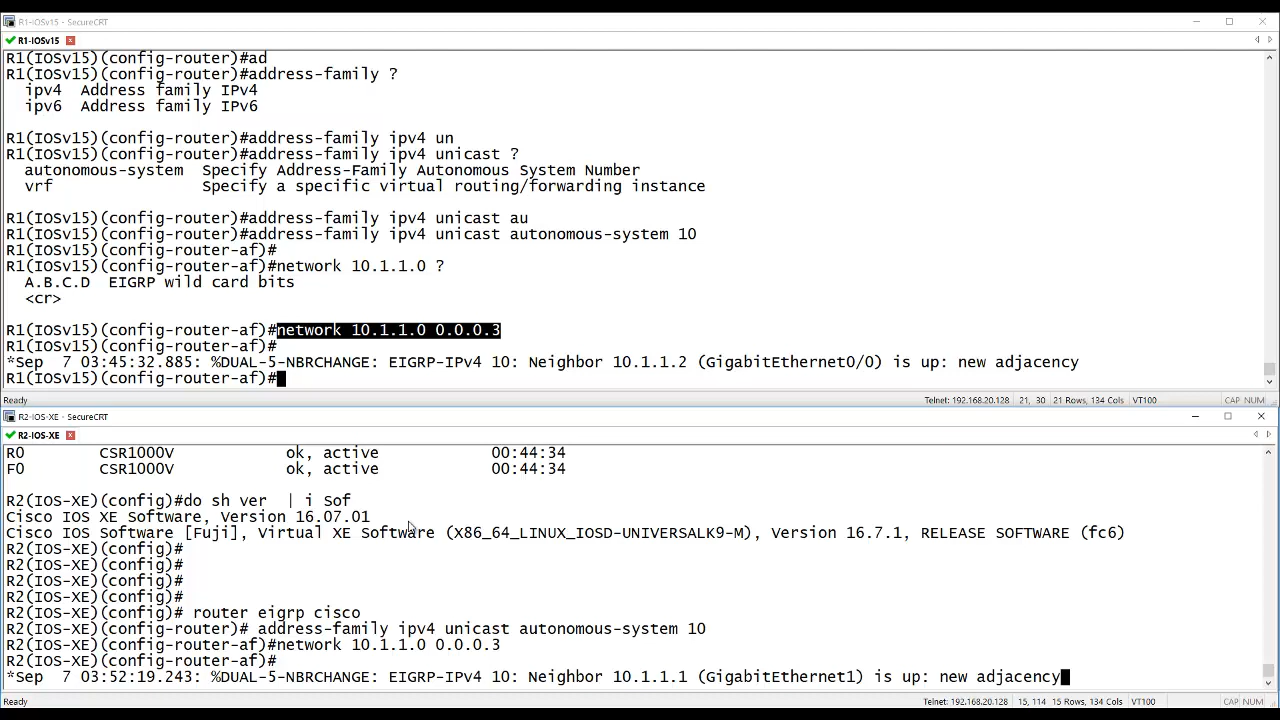 R1-IOSv15 - SecureCRT
R1-IOSv15
R1(IOSv15)(config-router)#ad
R1(IOSv15)(config-router)#address-family ?
ipv4  Address family IPv4
ipv6  Address family IPv6
R1(IOSv15)(config-router)#address-family ipv4 un
R1(IOSv15)(config-router)#address-family ipv4 unicast ?
autonomous-system  Specify Address-Family Autonomous System Number
vrf                Specify a specific virtual routing/forwarding instance
R1(IOSv15)(config-router)#address-family ipv4 unicast au
R1(IOSv15)(config-router)#address-family ipv4 unicast autonomous-system 10
R1(IOSv15)(config-router-af)#
R1(IOSv15)(config-router-af)#network 10.1.1.0 ?
A.B.C.D  EIGRP wild card bits
<cr>
R1(IOSv15)(config-router-af)#network 10.1.1.0 0.0.0.3
R1(IOSv15)(config-router-af)#
*Sep  7 03:45:32.885: %DUAL-5-NBRCHANGE: EIGRP-IPv4 10: Neighbor 10.1.1.2 (GigabitEthernet0/0) is up: new adjacency
R1(IOSv15)(config-router-af)#
Ready Telnet: 192.168.20.128 21, 30 21 Rows, 134 Cols VT100 CAP NUM
R2-IOS-XE - SecureCRT
R2-IOS-XE
R0        CSR1000V            ok, active            00:44:34
F0        CSR1000V            ok, active            00:44:34
R2(IOS-XE)(config)#do sh ver  | i Sof
Cisco IOS XE Software, Version 16.07.01
Cisco IOS Software [Fuji], Virtual XE Software (X86_64_LINUX_IOSD-UNIVERSALK9-M), Version 16.7.1, RELEASE SOFTWARE (fc6)
R2(IOS-XE)(config)#
R2(IOS-XE)(config)#
R2(IOS-XE)(config)#
R2(IOS-XE)(config)#
R2(IOS-XE)(config)# router eigrp cisco
R2(IOS-XE)(config-router)# address-family ipv4 unicast autonomous-system 10
R2(IOS-XE)(config-router-af)#network 10.1.1.0 0.0.0.3
R2(IOS-XE)(config-router-af)#
*Sep  7 03:52:19.243: %DUAL-5-NBRCHANGE: EIGRP-IPv4 10: Neighbor 10.1.1.1 (GigabitEthernet1) is up: new adjacency
Ready Telnet: 192.168.20.128 15, 114 15 Rows, 134 Cols VT100 CAP NUM